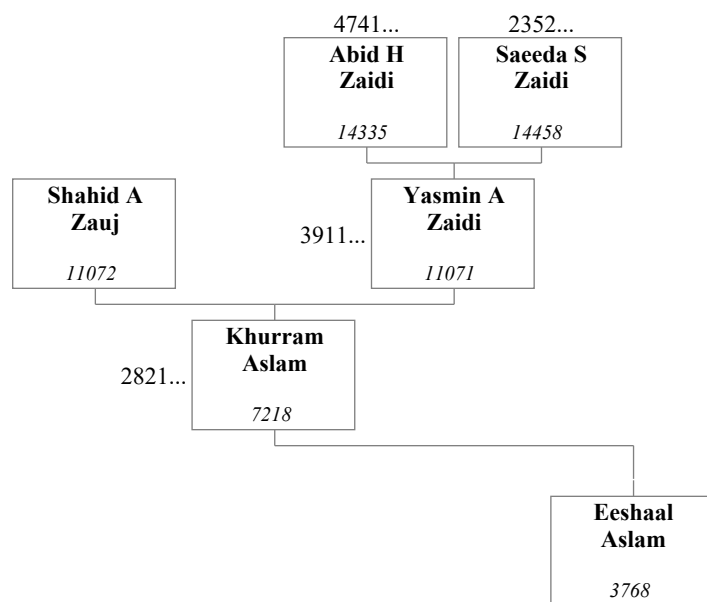 4741...
2352...
Abid H
Zaidi
14335
Saeeda S
Zaidi
14458
Shahid A
Zauj
11072
3911...
Yasmin A
Zaidi
11071
2821...
Khurram
Aslam
7218
Eeshaal
Aslam
3768